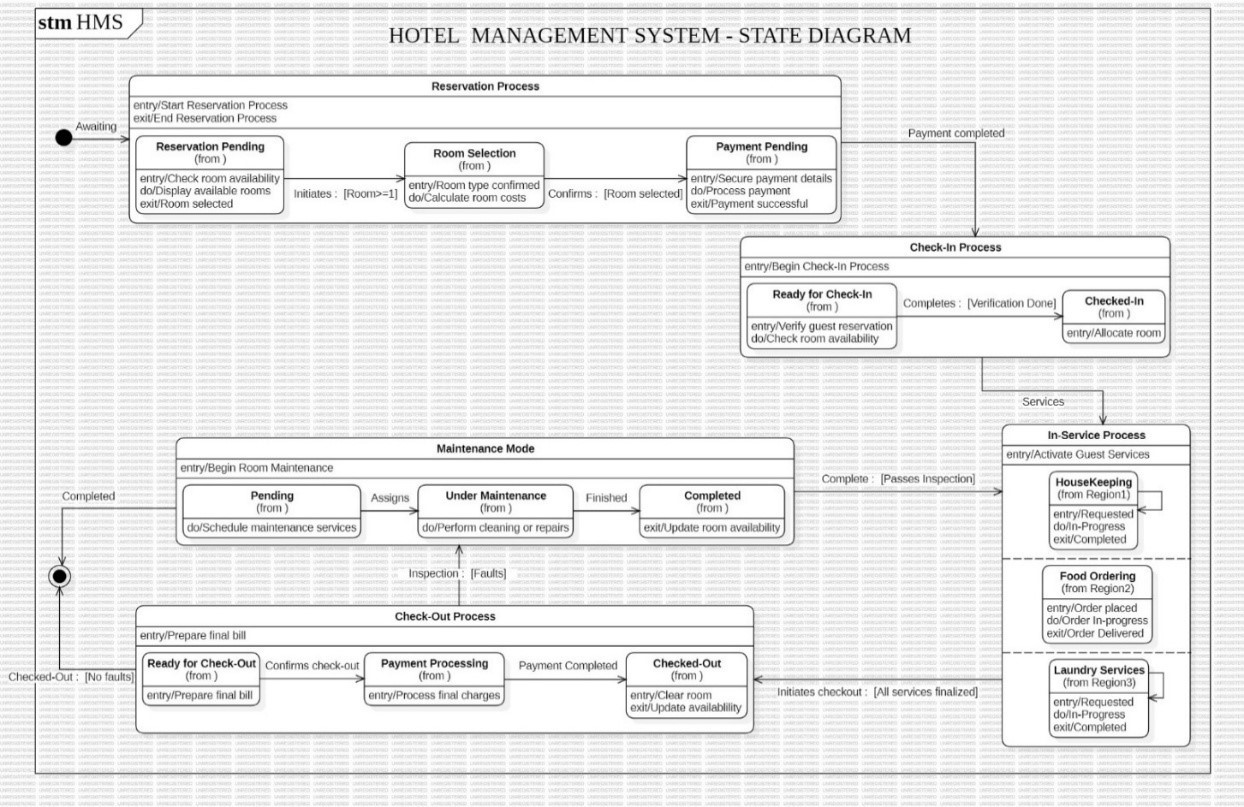 stm HMS
HOTEL MANAGEMENT SYSTEM - STATE DIAGRAM
Reservation Process
entry/Start Reservation Process
exit/End Reservation Process
Awaiting
Reservation Pending
(from )
entry/Check room availability
do/Display available rooms
exit/Room selected
Initiates : [Room>=1]
Room Selection
(from )
entry/Room type confirmed
do/Calculate room costs
Confirms : [Room selected]
Payment Pending
(from )
entry/Secure payment details
do/Process payment
exit/Payment successful
Payment completed
Check-In Process
entry/Begin Check-In Process
Ready for Check-In
(from )
entry/Verify guest reservation
do/Check room availability
Completes : [Verification Done]
Checked-In
(from )
entry/Allocate room
Services
In-Service Process
entry/Activate Guest Services
HouseKeeping
(from Region1)
entry/Requested
do/In-Progress
exit/Completed
Food Ordering
(from Region2)
entry/Order placed
do/Order In-progress
exit/Order Delivered
Laundry Services
(from Region3)
entry/Requested
do/In-Progress
exit/Completed
Maintenance Mode
entry/Begin Room Maintenance
Pending
(from )
do/Schedule maintenance services
Assigns
Under Maintenance
(from )
do/Perform cleaning or repairs
Finished
Completed
(from )
exit/Update room availability
Complete : [Passes Inspection]
Completed
Inspection : [Faults]
Check-Out Process
entry/Prepare final bill
Ready for Check-Out
(from )
entry/Prepare final bill
Confirms check-out
Payment Processing
(from )
entry/Process final charges
Payment Completed
Checked-Out
(from )
entry/Clear room
exit/Update availablility
Checked-Out : [No faults]
Initiates checkout : [All services finalized]